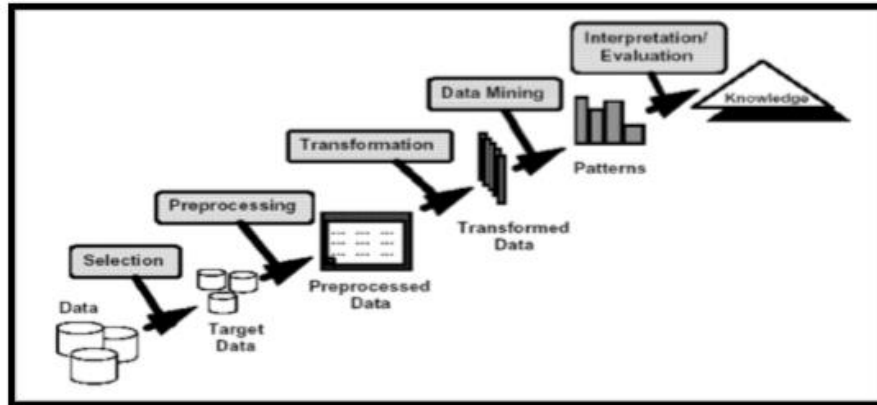 Interpretation/
Evaluation
Data Mining
Knowledge
Transformation
Patterns
Preprocessing
Transformed
Data
Selection
Preprocessed
Data
Data
Target
Data